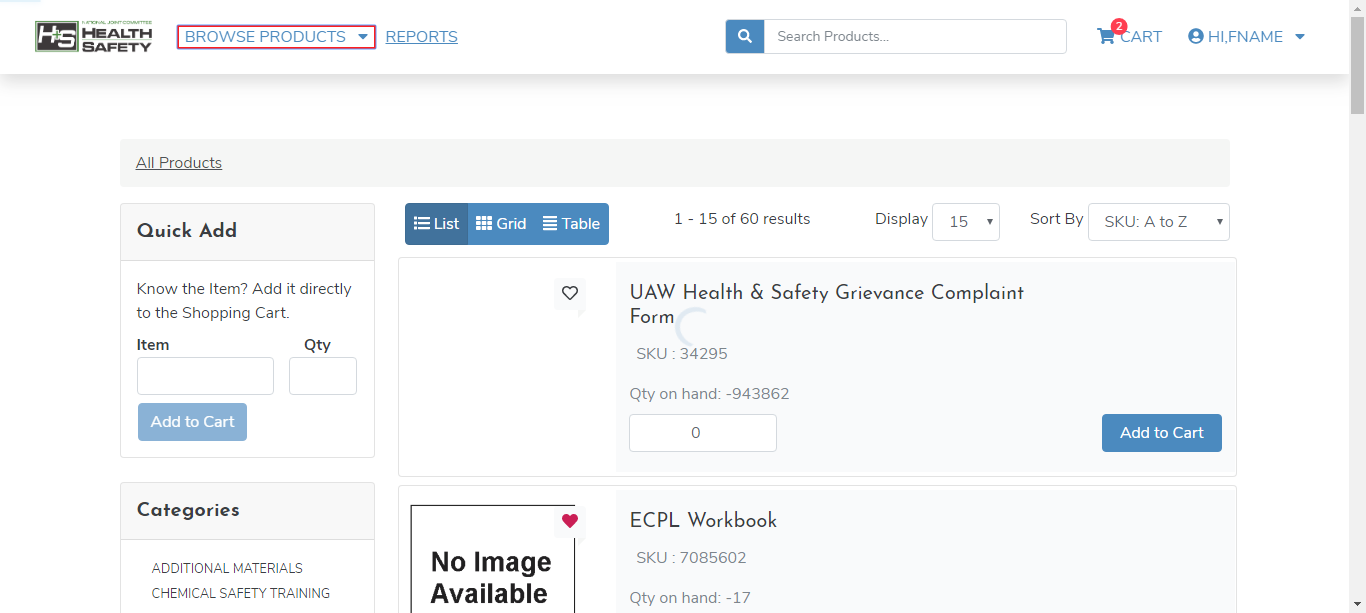 NATIONAL JOINT COMMITTEE
H+S HEALTH
SAFETY
BROWSE PRODUCTS
REPORTS
Search Products...
2
CART
HI,FNAME
All Products
Quick Add
Know the Item? Add it directly
to the Shopping Cart.
Item Qty
Add to Cart
Categories
ADDITIONAL MATERIALS
CHEMICAL SAFETY TRAINING
List Grid Table
1 - 15 of 60 results
Display 15
Sort By SKU: A to Z
UAW Health & Safety Grievance Complaint
Form
SKU : 34295
Qty on hand: -943862
0
Add to Cart
No Image
Available
ECPL Workbook
SKU : 7085602
Qty on hand: -17